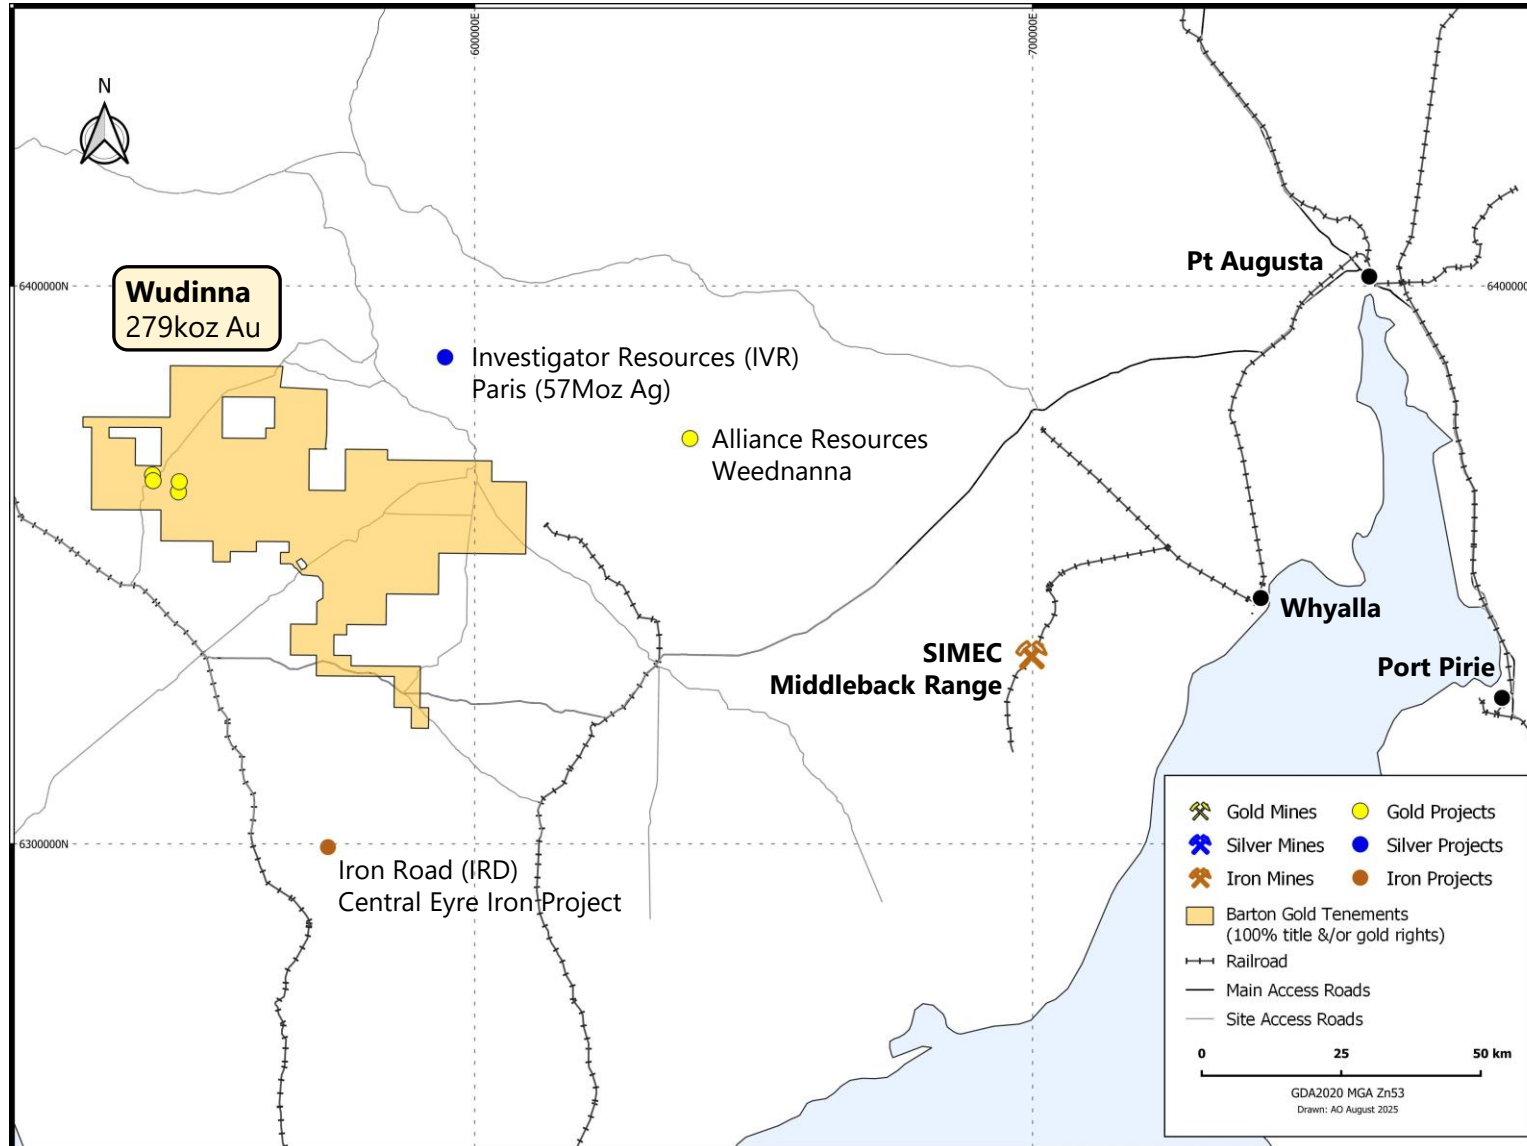 600000E
700000E
N
Pt Augusta
6400000N
640000
Wudinna
279koz Au
Investigator Resources (IVR)
Paris (57Moz Ag)
Alliance Resources
Weednanna
Whyalla
SIMEC
Middleback Range
Port Pirie
6300000N
Iron Road (IRD)
Central Eyre Iron Project
Gold Mines
Gold Projects
Silver Mines
Silver Projects
Iron Mines
Iron Projects
Barton Gold Tenements
(100% title &/or gold rights)
Railroad
Main Access Roads
Site Access Roads
0 25 50 km
GDA2020 MGA Zn53
Drawn: AO August 2025